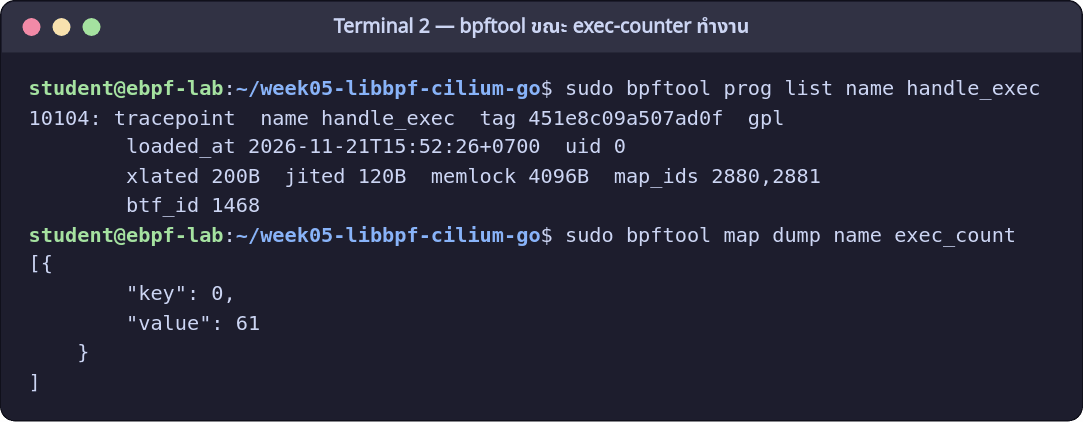 Terminal 2 — bpftool ขณะ exec-counter ทำงาน
student@ebpf-lab:~/week05-libbpf-cilium-go$ sudo bpftool prog list name handle_exec
10104: tracepoint  name handle_exec  tag 451e8c09a507ad0f  gpl
        loaded_at 2026-11-21T15:52:26+0700  uid 0
        xlated 200B  jited 120B  memlock 4096B  map_ids 2880,2881
        btf_id 1468
student@ebpf-lab:~/week05-libbpf-cilium-go$ sudo bpftool map dump name exec_count
[{
        "key": 0,
        "value": 61
    }
]